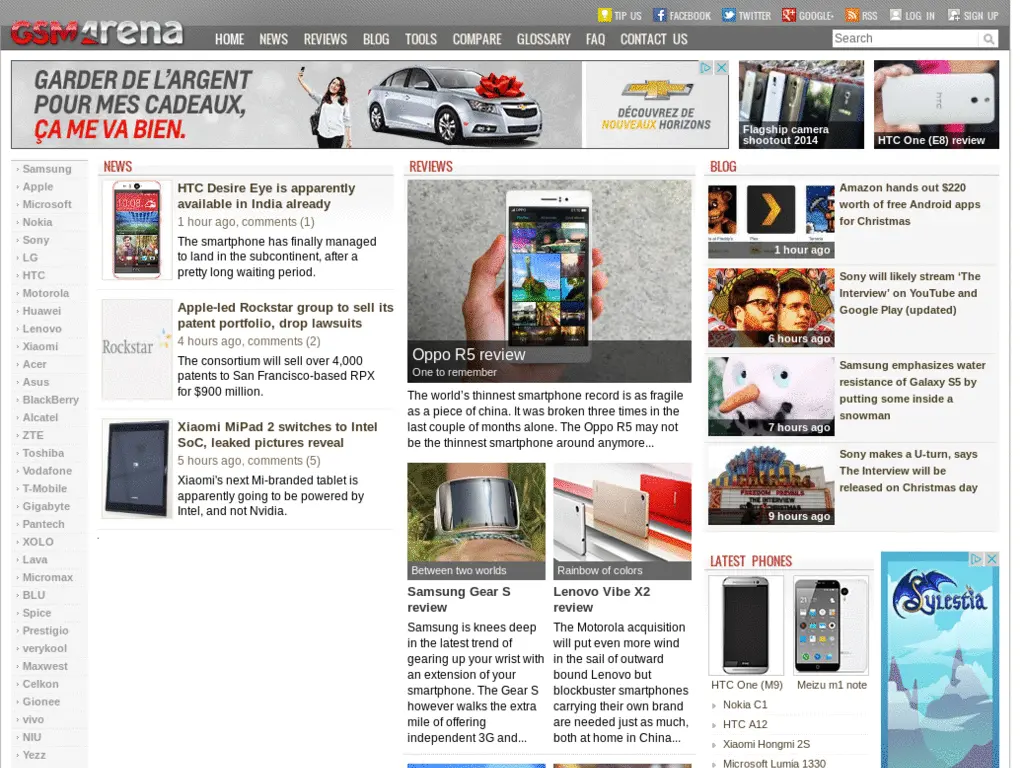 TIP US FACEBOOK TWITTER GOOGLE+ RSS LOG IN SIGN UP
GSMArena
HOME NEWS REVIEWS BLOG TOOLS COMPARE GLOSSARY FAQ CONTACT US
Search
GARDER DE L'ARGENT
POUR MES CADEAUX,
ÇA ME VA BIEN.
DÉCOUVREZ DE
NOUVEAUX HORIZONS
Flagship camera
shootout 2014
HTC One (E8) review
Samsung
Apple
Microsoft
Nokia
Sony
LG
HTC
Motorola
Huawei
Lenovo
Xiaomi
Acer
Asus
BlackBerry
Alcatel
ZTE
Toshiba
Vodafone
T-Mobile
Gigabyte
Pantech
XOLO
Lava
Micromax
BLU
Spice
Prestigio
verykool
Maxwest
Celkon
Gionee
vivo
NIU
Yezz
NEWS
HTC Desire Eye is apparently
available in India already
1 hour ago, comments (1)
The smartphone has finally managed
to land in the subcontinent, after a
pretty long waiting period.
Rockstar
Apple-led Rockstar group to sell its
patent portfolio, drop lawsuits
4 hours ago, comments (2)
The consortium will sell over 4,000
patents to San Francisco-based RPX
for $900 million.
Xiaomi MiPad 2 switches to Intel
SoC, leaked pictures reveal
5 hours ago, comments (5)
Xiaomi's next Mi-branded tablet is
apparently going to be powered by
Intel, and not Nvidia.
REVIEWS
Oppo R5 review
One to remember
The world's thinnest smartphone record is as fragile
as a piece of china. It was broken three times in the
last couple of months alone. The Oppo R5 may not
be the thinnest smartphone around anymore...
Between two worlds
Samsung Gear S
review
Samsung is knees deep
in the latest trend of
gearing up your wrist with
an extension of your
smartphone. The Gear S
however walks the extra
mile of offering
independent 3G and...
Rainbow of colors
Lenovo Vibe X2
review
The Motorola acquisition
will put even more wind
in the sail of outward
bound Lenovo but
blockbuster smartphones
carrying their own brand
are needed just as much,
both at home in China...
BLOG
Amazon hands out $220
worth of free Android apps
for Christmas
1 hour ago
Sony will likely stream 'The
Interview' on YouTube and
Google Play (updated)
6 hours ago
Samsung emphasizes water
resistance of Galaxy S5 by
putting some inside a
snowman
7 hours ago
Sony makes a U-turn, says
The Interview will be
released on Christmas day
FREEDOM PREVAILS
THE INTERVIEW
9 hours ago
LATEST PHONES
HTC One (M9) Meizu m1 note
Nokia C1
HTC A12
Xiaomi Hongmi 2S
Microsoft Lumia 1330
Sylestia